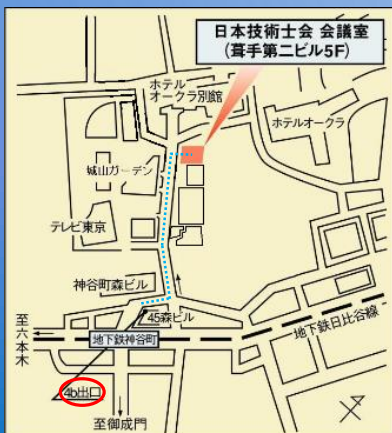 日本技術士会 会議室
(葺手第二ビル5F)
ホテル
オークラ別館
ホテルオークラ
城山ガーデン
テレビ東京
神谷町森ビル
45森ビル
至六本木
地下鉄神谷町
地下鉄日比谷線
4b出口
至御成門